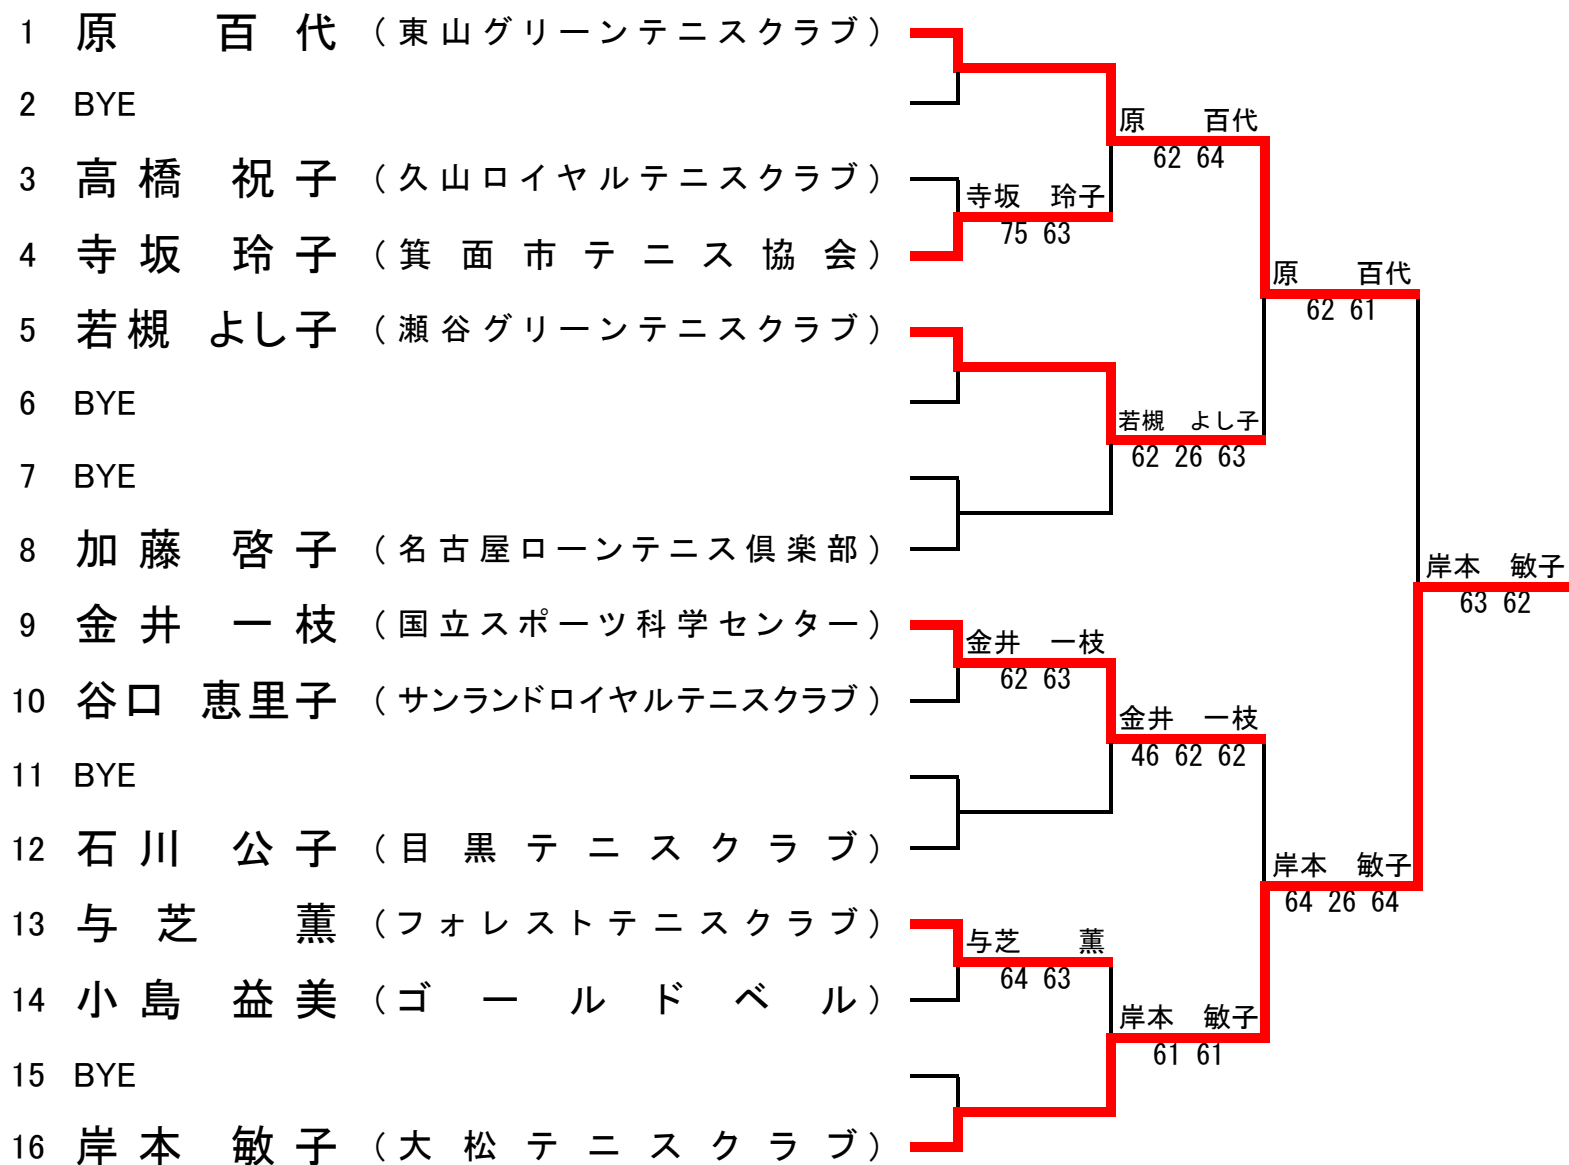 1 原 百代 (東山グリーンテニスクラブ)
2 BYE
3 高橋 祝子 (久山ロイヤルテニスクラブ)
4 寺坂 玲子 (箕面市テニス協会)
5 若槻 よし子 (瀬谷グリーンテニスクラブ)
6 BYE
7 BYE
8 加藤 啓子 (名古屋ローンテニス倶楽部)
9 金井 一枝 (国立スポーツ科学センター)
10 谷口 恵里子 (サンランドロイヤルテニスクラブ)
11 BYE
12 石川 公子 (目黒テニスクラブ)
13 与芝 薫 (フォレストテニスクラブ)
14 小島 益美 (ゴールドベル)
15 BYE
16 岸本 敏子 (大松テニスクラブ)
寺坂 玲子
75 63
金井 一枝
62 63
与芝 薫
64 63
原 百代
62 64
若槻 よし子
62 26 63
金井 一枝
46 62 62
岸本 敏子
61 61
原 百代
62 61
岸本 敏子
64 26 64
岸本 敏子
63 62